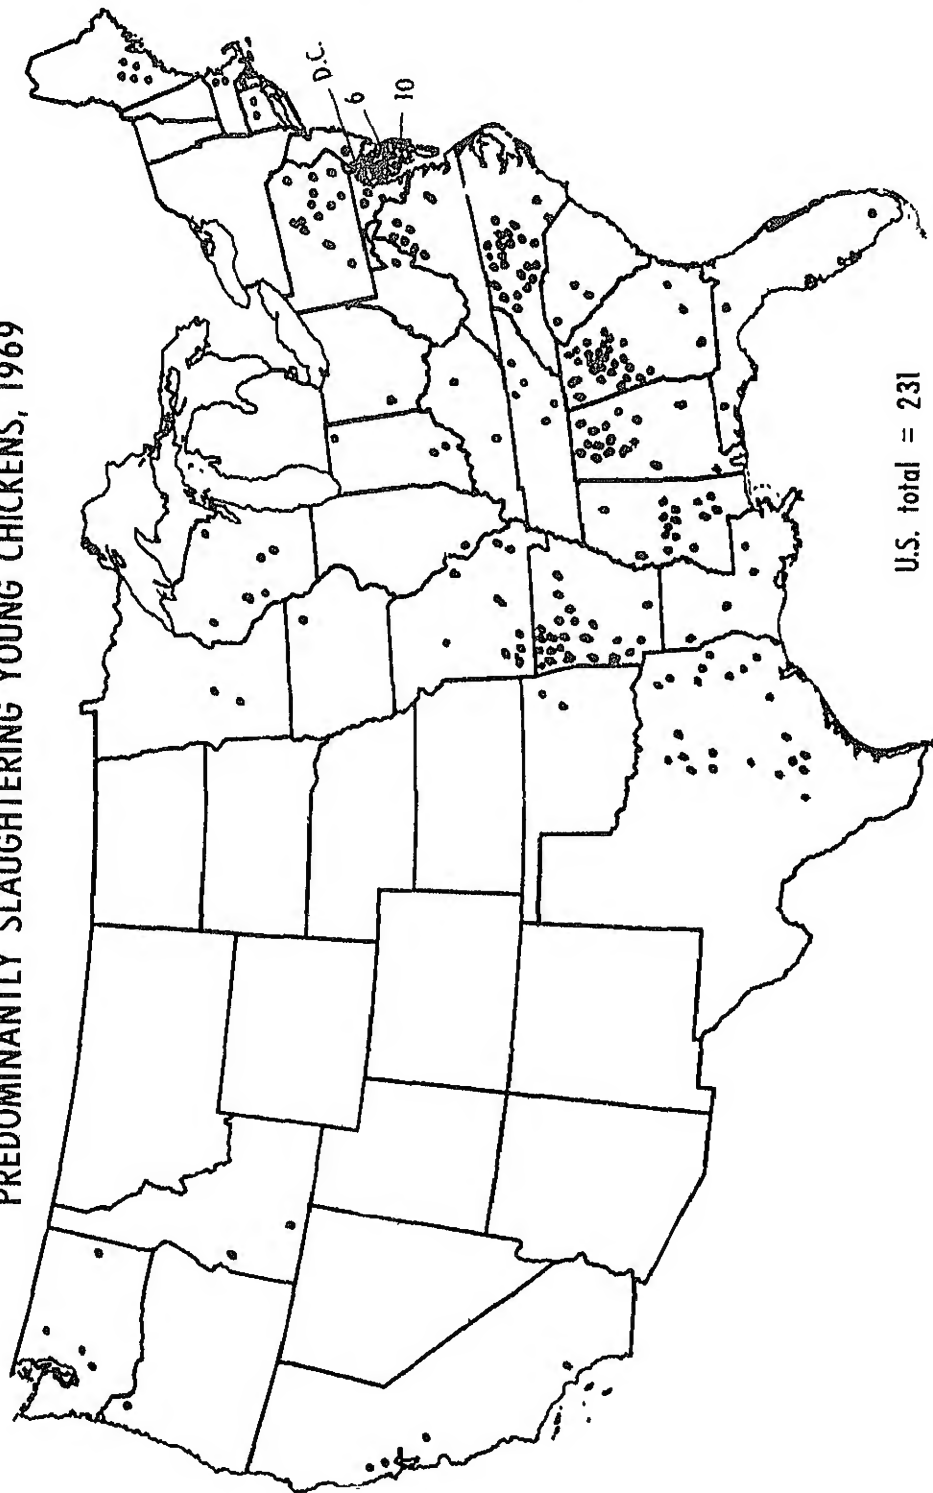 PREDOMINANTLY SLAUGHTERING YOUNG CHICKENS, 1969
D.C.
6
10
U.S. total = 231